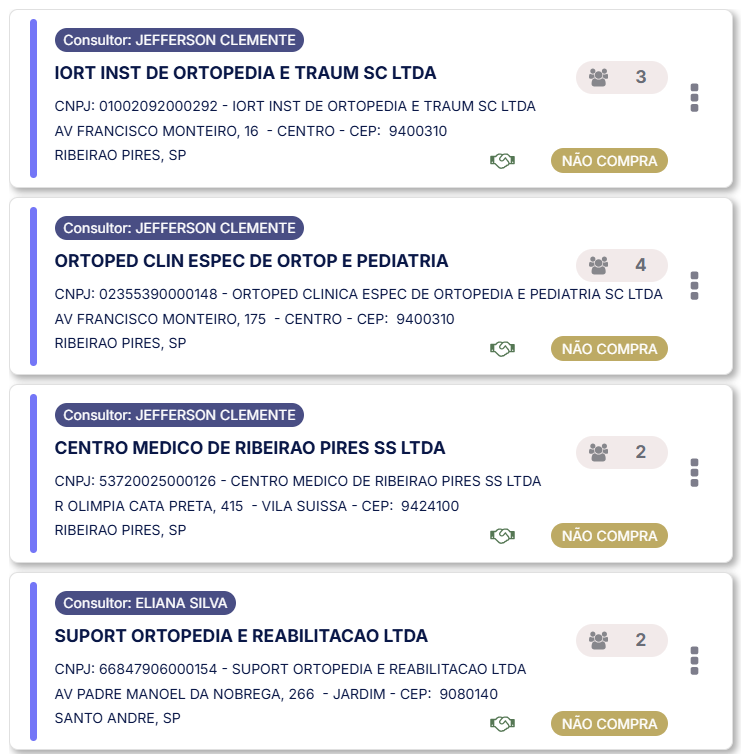 Consultor: JEFFERSON CLEMENTE
IORT INST DE ORTOPEDIA E TRAUM SC LTDA
3
CNPJ: 01002092000292 - IORT INST DE ORTOPEDIA E TRAUM SC LTDA
AV FRANCISCO MONTEIRO, 16 - CENTRO - CEP: 9400310
RIBEIRAO PIRES, SP
NÃO COMPRA
Consultor: JEFFERSON CLEMENTE
ORTOPED CLIN ESPEC DE ORTOP E PEDIATRIA
4
CNPJ: 02355390000148 - ORTOPED CLINICA ESPEC DE ORTOPEDIA E PEDIATRIA SC LTDA
AV FRANCISCO MONTEIRO, 175 - CENTRO - CEP: 9400310
RIBEIRAO PIRES, SP
NÃO COMPRA
Consultor: JEFFERSON CLEMENTE
CENTRO MEDICO DE RIBEIRAO PIRES SS LTDA
2
CNPJ: 53720025000126 - CENTRO MEDICO DE RIBEIRAO PIRES SS LTDA
R OLIMPIA CATA PRETA, 415 - VILA SUISSA - CEP: 9424100
RIBEIRAO PIRES, SP
NÃO COMPRA
Consultor: ELIANA SILVA
SUPORT ORTOPEDIA E REABILITACAO LTDA
2
CNPJ: 66847906000154 - SUPORT ORTOPEDIA E REABILITACAO LTDA
AV PADRE MANOEL DA NOBREGA, 266 - JARDIM - CEP: 9080140
SANTO ANDRE, SP
NÃO COMPRA